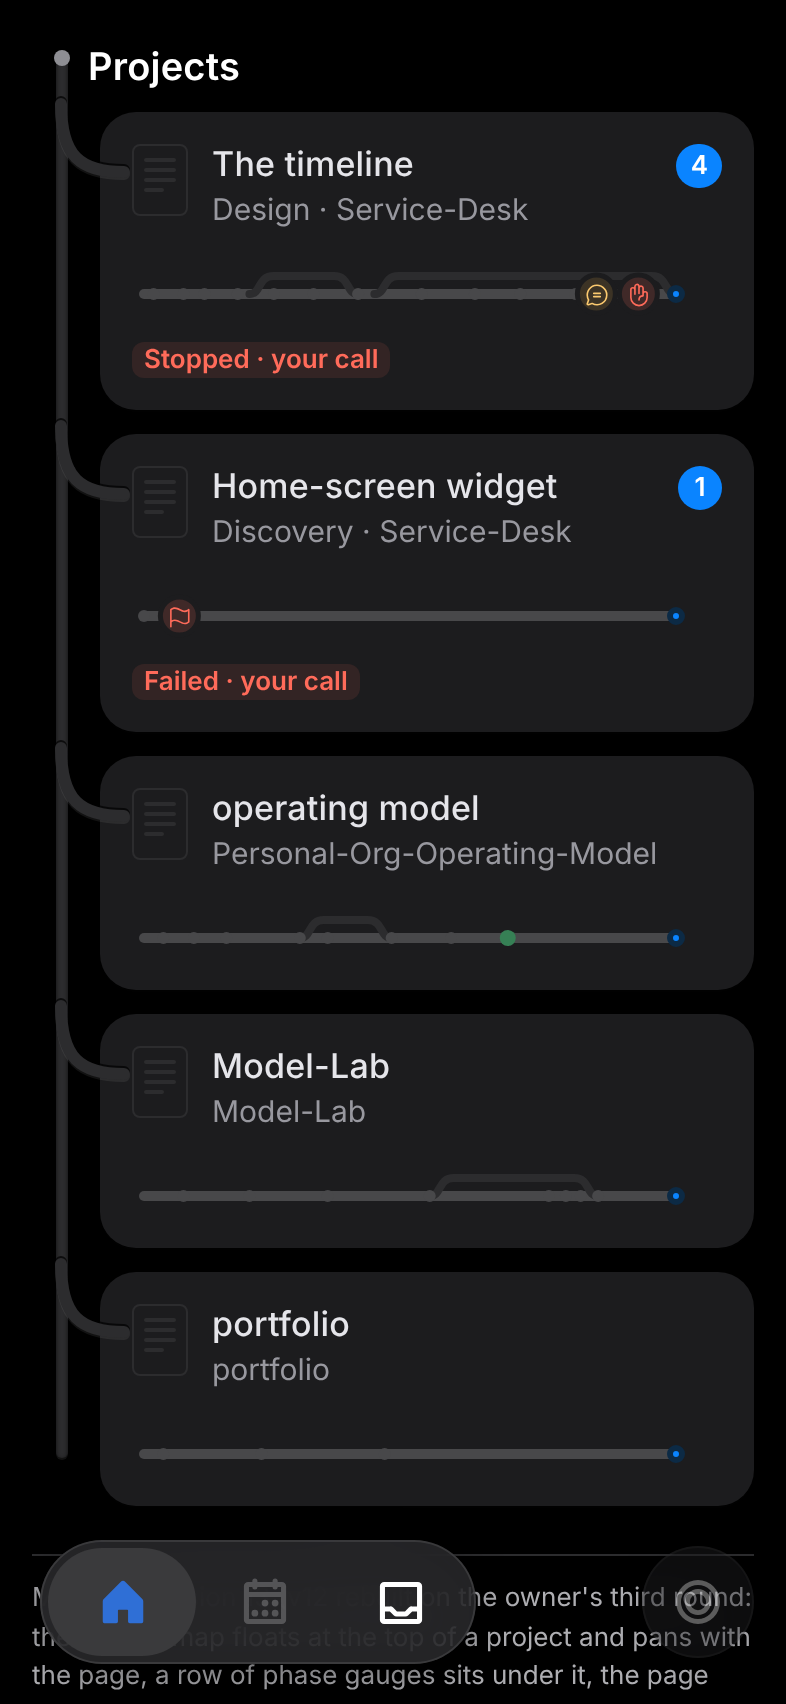 Projects
The timeline
4
Design · Service-Desk
Stopped · your call
Home-screen widget
1
Discovery · Service-Desk
Failed · your call
operating model
Personal-Org-Operating-Model
Model-Lab
Model-Lab
portfolio
portfolio
on the owner's third round:
map floats at the top of a project and pans with
the page, a row of phase gauges sits under it, the page